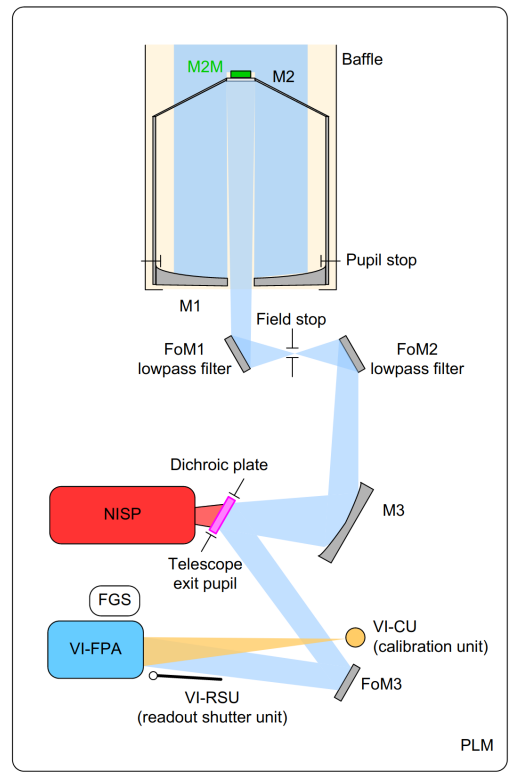 M2M
M2
Baffle
Pupil stop
M1
Field stop
FoM1
lowpass filter
FoM2
lowpass filter
Dichroic plate
M3
NISP
Telescope
exit pupil
FGS
VI-CU
(calibration unit)
VI-FPA
FoM3
VI-RSU
(readout shutter unit)
PLM